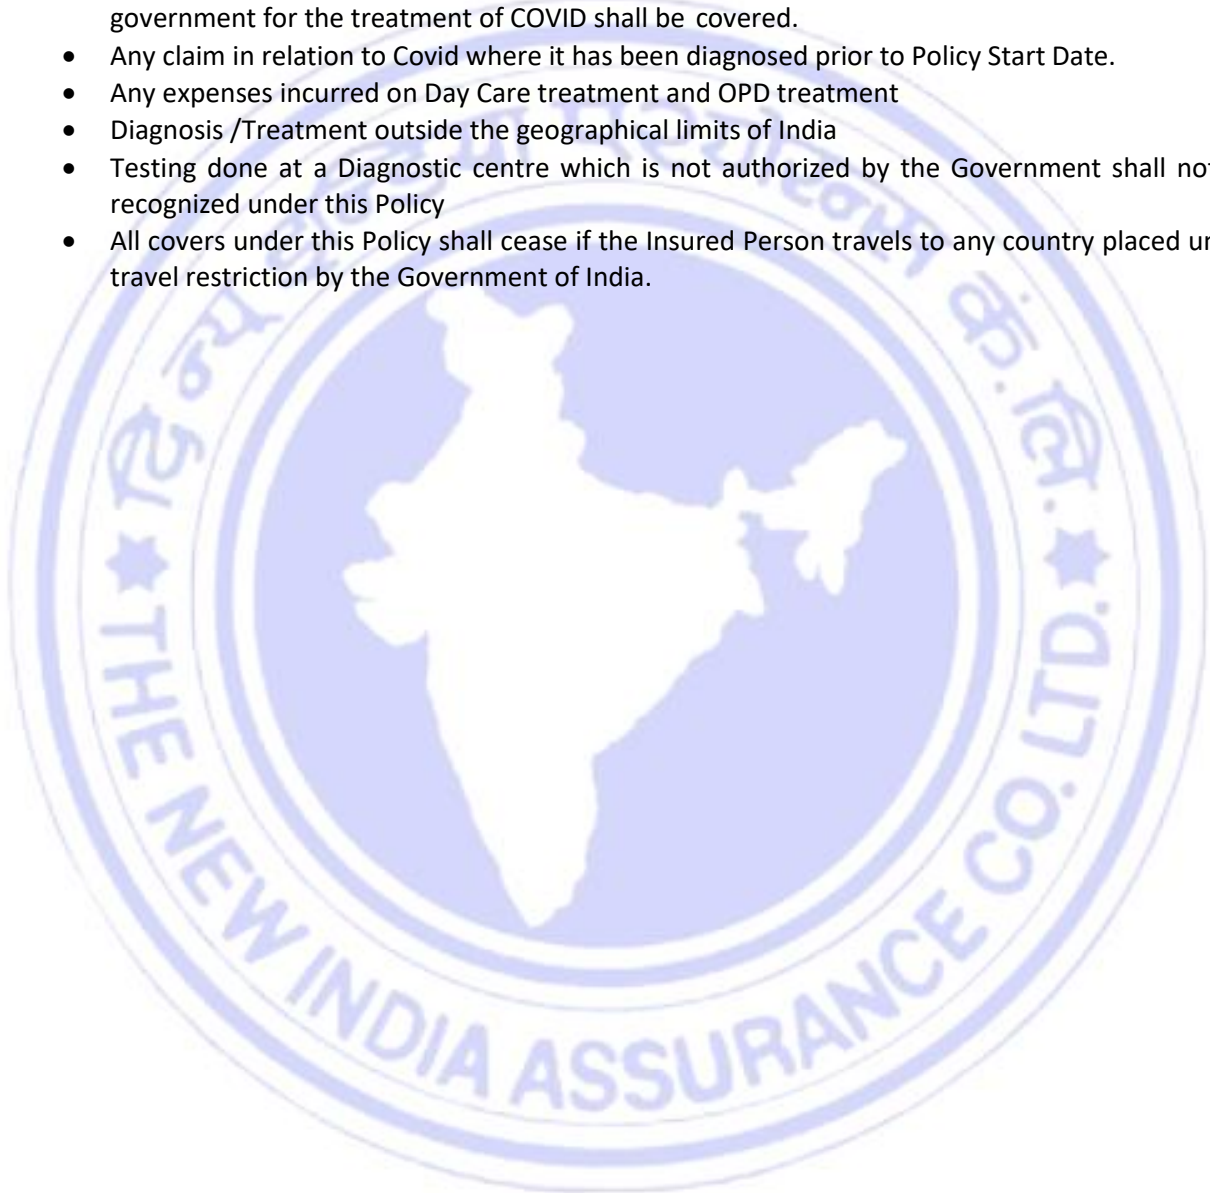 government for the treatment of COVID shall be covered.
• Any claim in relation to Covid where it has been diagnosed prior to Policy Start Date.
• Any expenses incurred on Day Care treatment and OPD treatment
• Diagnosis /Treatment outside the geographical limits of India
• Testing done at a Diagnostic centre which is not authorized by the Government shall not
recognized under this Policy
• All covers under this Policy shall cease if the Insured Person travels to any country placed
travel restriction by the Government of India.
दि न्यू इन्डिया एश्योरेन्स कं. लि.
THE NEW INDIA ASSURANCE CO. LTD.